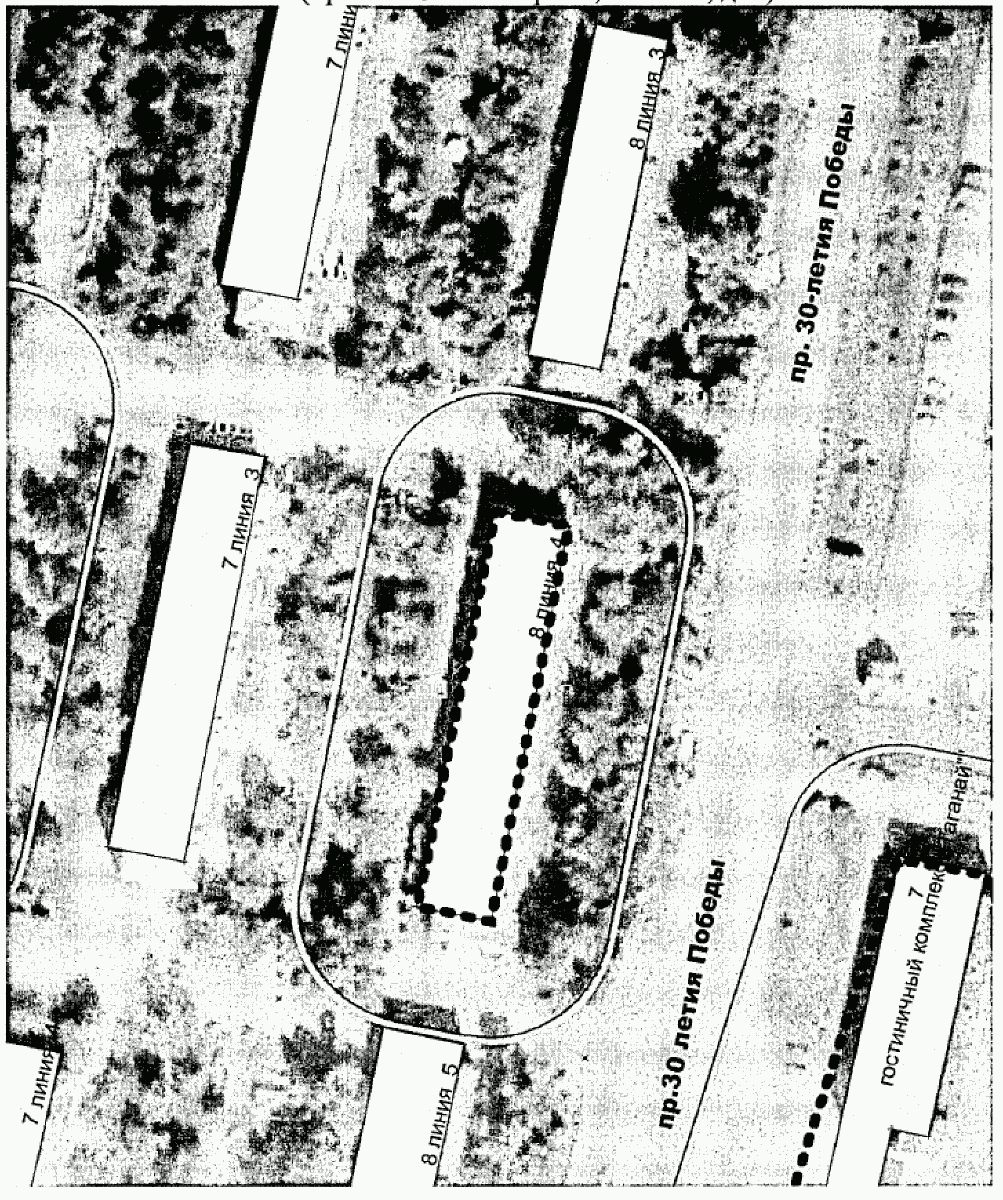 7 линия
8 линия 3
пр. 30-летия Победы
7 линия 3
8 линия 4
7
гостиничный комплекс "Таганай"
пр.30 летия Победы
7 линия
8 линия 5